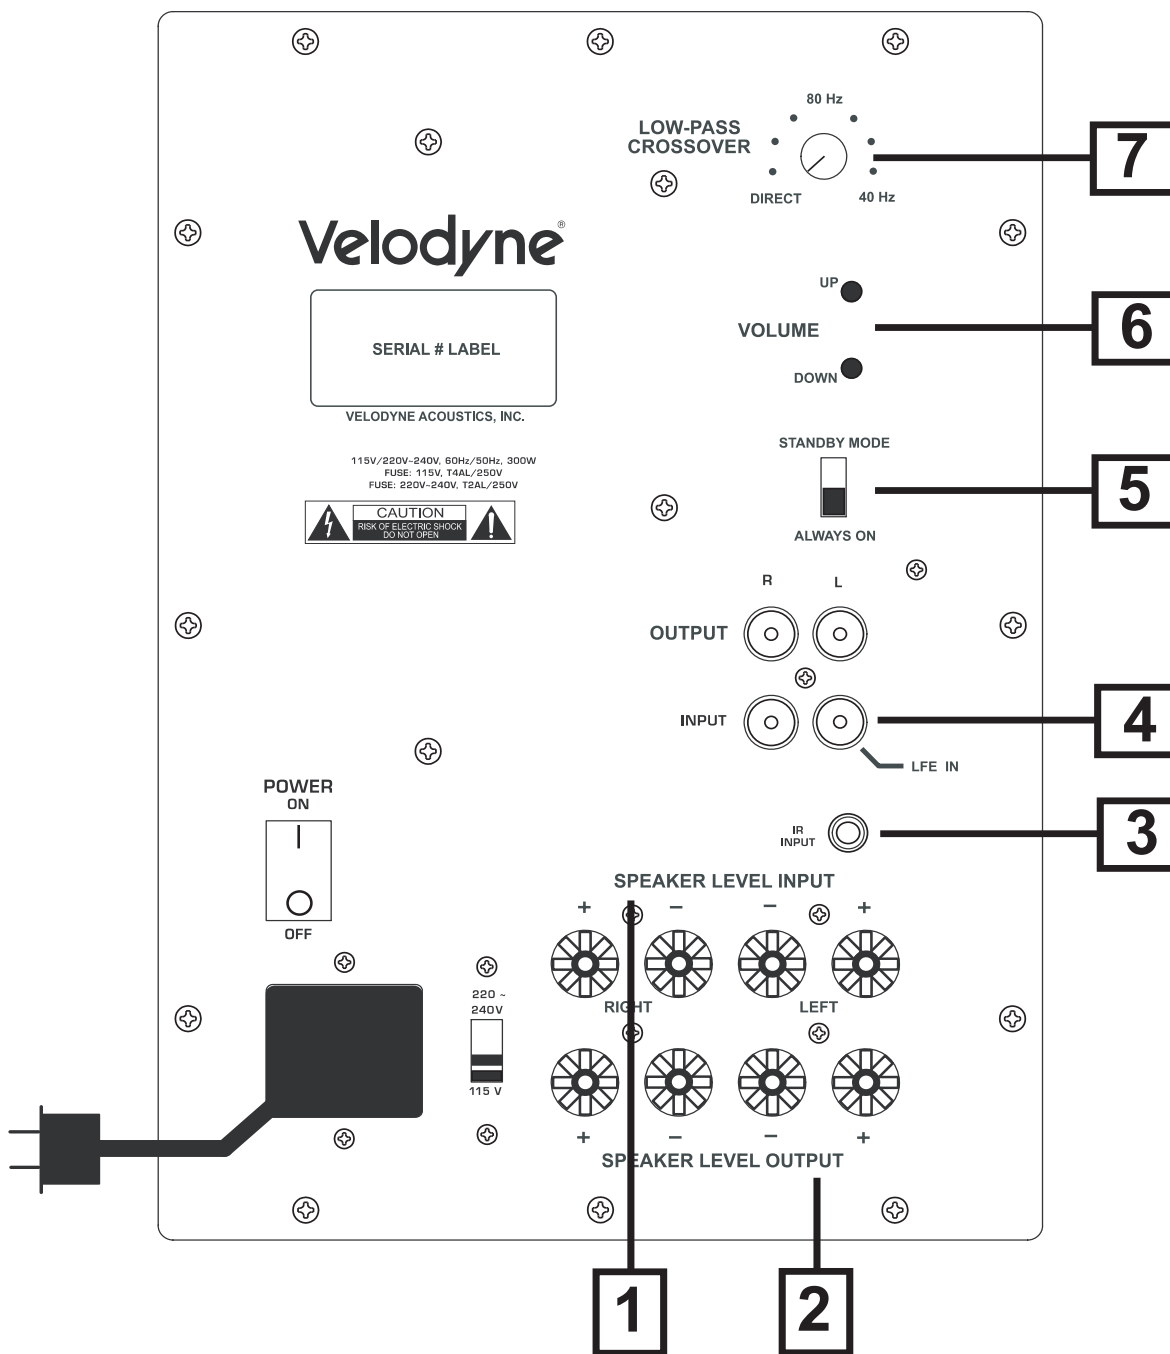 80 Hz
LOW-PASS
CROSSOVER
DIRECT
40 Hz
7
Velodyne®
SERIAL # LABEL
VELODYNE ACOUSTICS, INC.
UP
VOLUME
DOWN
6
115V/220V~240V, 60Hz/50Hz, 300W
FUSE: 115V, T4AL/250V
FUSE: 220V~240V, T2AL/250V
CAUTION
RISK OF ELECTRIC SHOCK
DO NOT OPEN
STANDBY MODE
ALWAYS ON
5
R L
OUTPUT
INPUT
4
LFE IN
POWER
ON
OFF
IR
INPUT
3
SPEAKER LEVEL INPUT
+ − − +
RIGHT LEFT
220 ~
240V
115 V
+ − − +
SPEAKER LEVEL OUTPUT
1
2